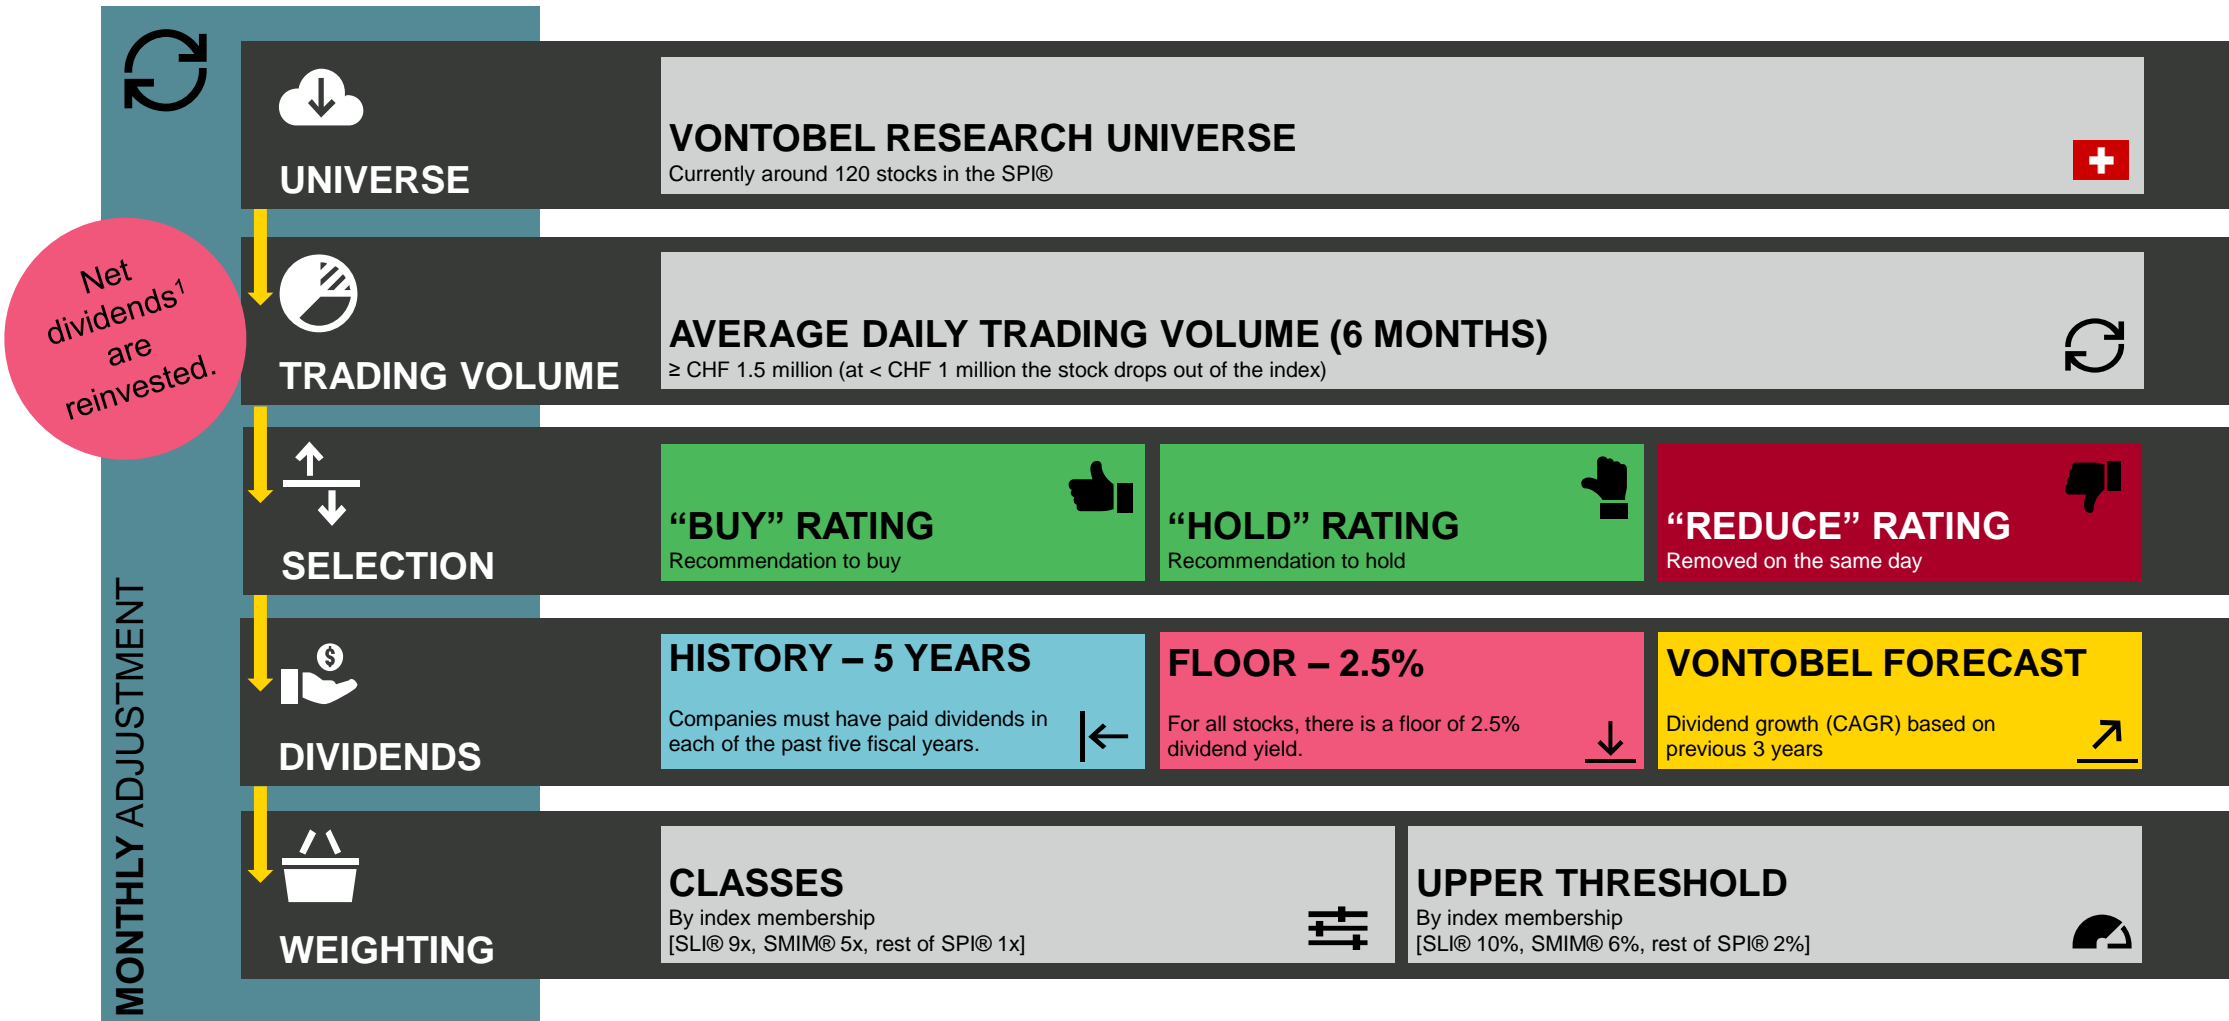 UNIVERSE
VONTOBEL RESEARCH UNIVERSE
Currently around 120 stocks in the SPI®
Net
dividends¹
are
reinvested.
TRADING VOLUME
AVERAGE DAILY TRADING VOLUME (6 MONTHS)
≥ CHF 1.5 million (at < CHF 1 million the stock drops out of the index)
SELECTION
“BUY” RATING
Recommendation to buy
“HOLD” RATING
Recommendation to hold
“REDUCE” RATING
Removed on the same day
DIVIDENDS
$
HISTORY – 5 YEARS
Companies must have paid dividends in
each of the past five fiscal years.
FLOOR – 2.5%
For all stocks, there is a floor of 2.5%
dividend yield.
VONTOBEL FORECAST
Dividend growth (CAGR) based on
previous 3 years
MONTHLY ADJUSTMENT
WEIGHTING
CLASSES
By index membership
[SLI® 9x, SMIM® 5x, rest of SPI® 1x]
UPPER THRESHOLD
By index membership
[SLI® 10%, SMIM® 6%, rest of SPI® 2%]